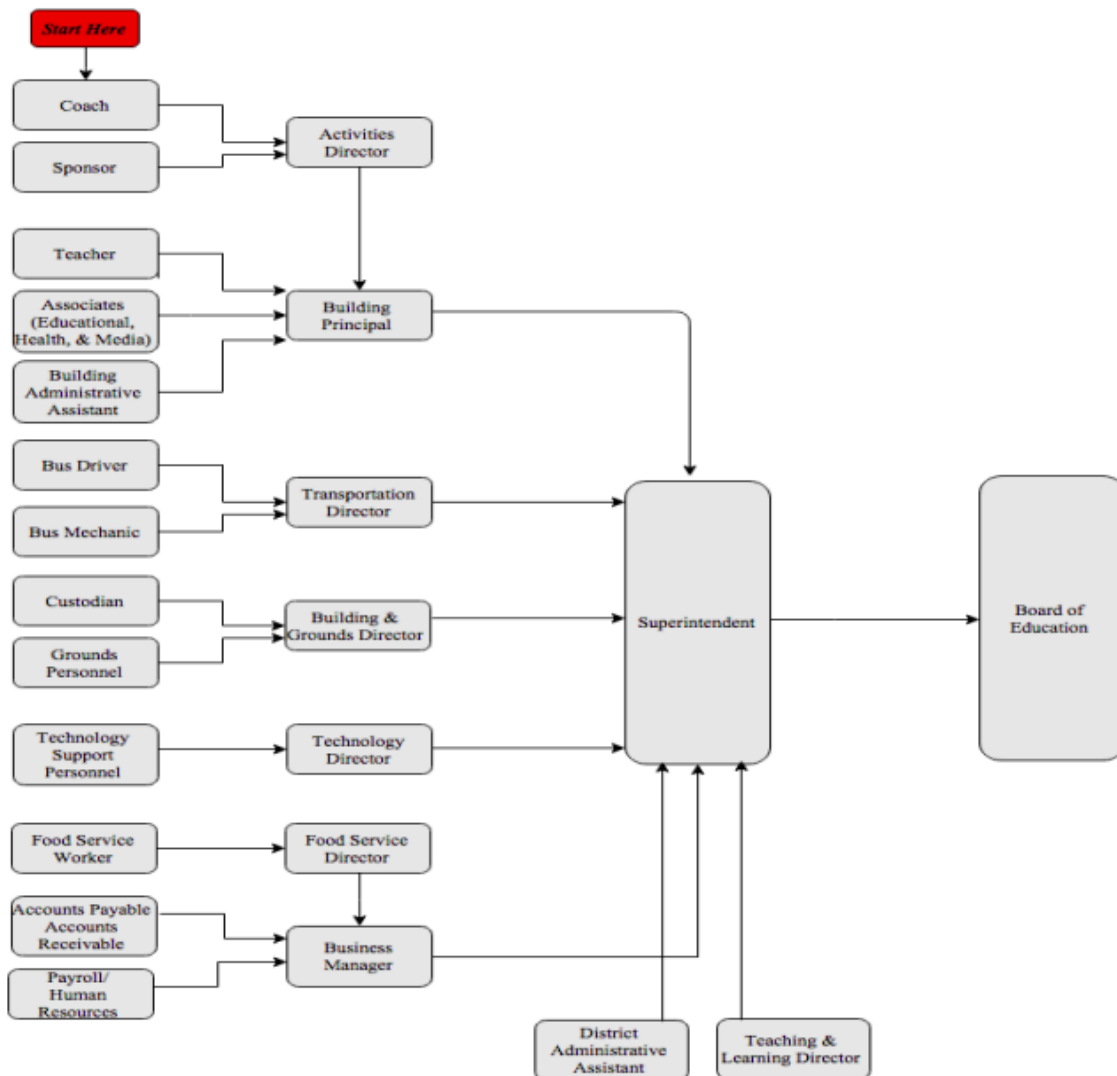 Start Here
Coach
Sponsor
Activities
Director
Teacher
Associates
(Educational,
Health, & Media)
Building
Administrative
Assistant
Building
Principal
Bus Driver
Bus Mechanic
Transportation
Director
Custodian
Grounds
Personnel
Building &
Grounds Director
Technology
Support
Personnel
Technology
Director
Food Service
Worker
Food Service
Director
Accounts Payable
Accounts
Receivable
Payroll/
Human
Resources
Business
Manager
Superintendent
Board of
Education
District
Administrative
Assistant
Teaching &
Learning Director